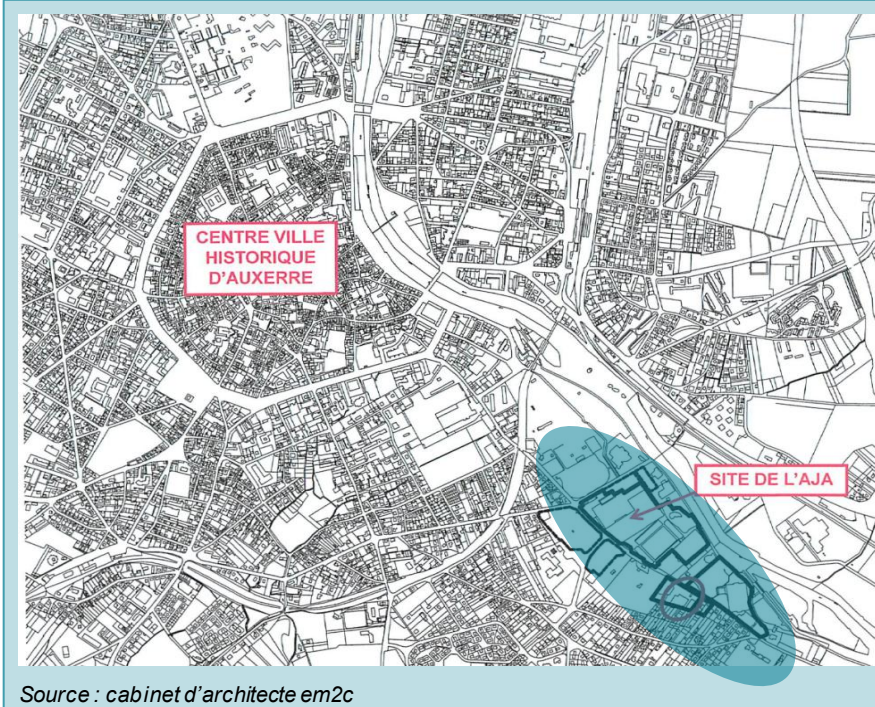 CENTRE VILLE
HISTORIQUE
D'AUXERRE
SITE DE L'AJA
Source : cabinet d'architecte em2c